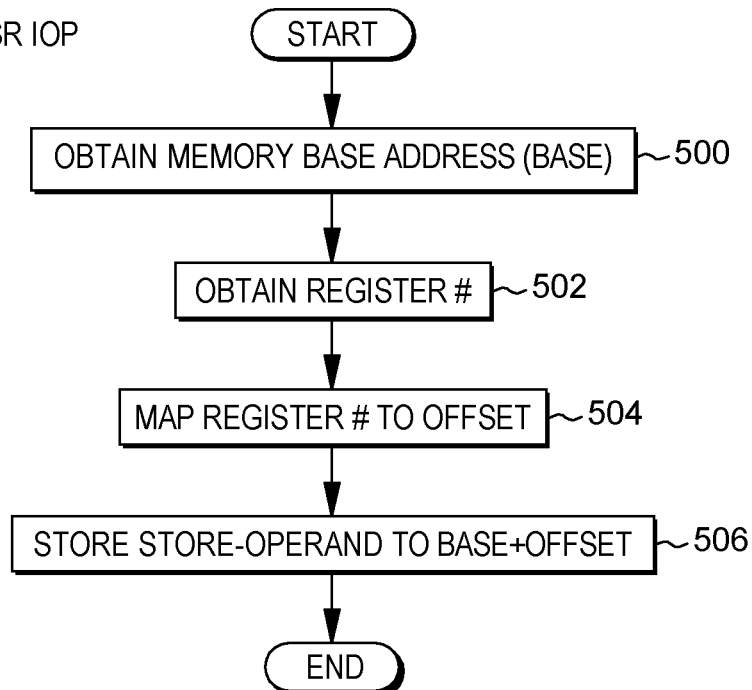 SR IOP
START
OBTAIN MEMORY BASE ADDRESS (BASE)
500
OBTAIN REGISTER #
502
MAP REGISTER # TO OFFSET
504
STORE STORE-OPERAND TO BASE+OFFSET
506
END